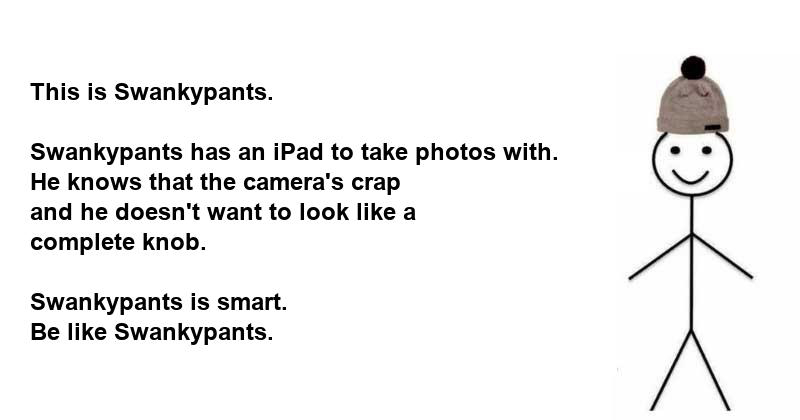 This is Swankypants.
Swankypants has an iPad to take photos with.
He knows that the camera's crap
and he doesn't want to look like a
complete knob.
Swankypants is smart.
Be like Swankypants.